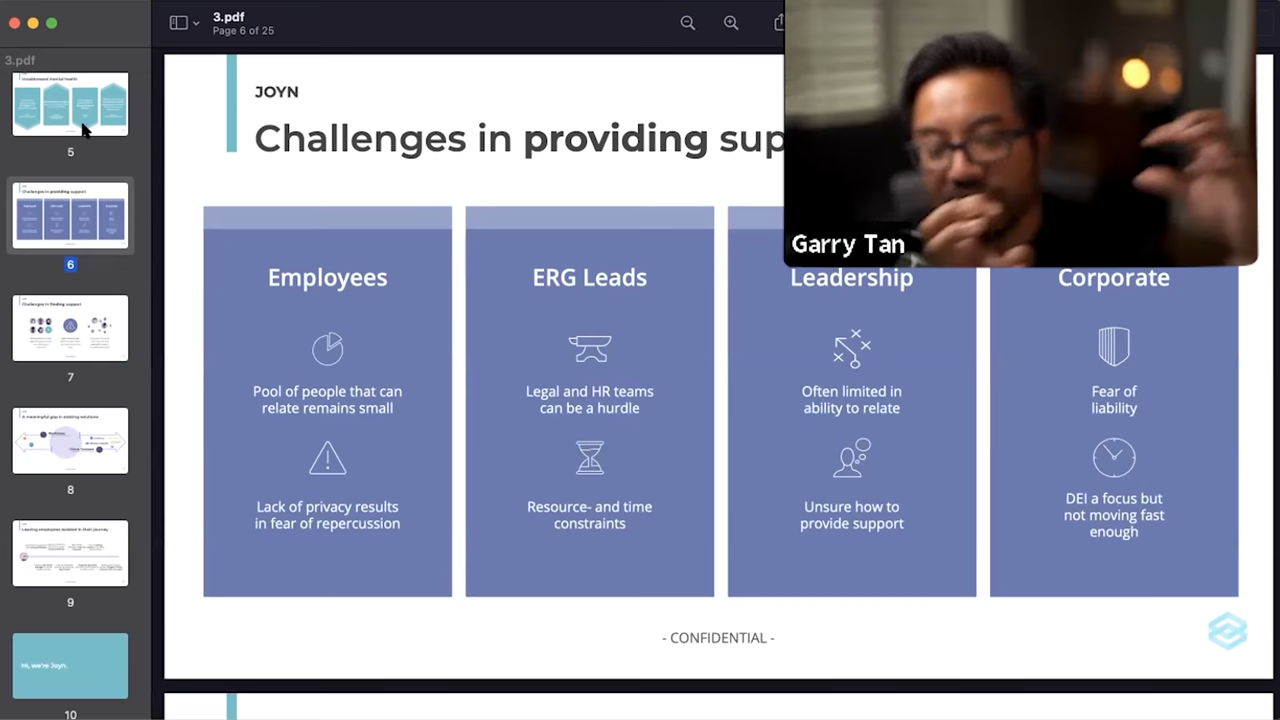 3.pdf
Page 6 of 25
3.pdf
5
6
7
8
9
Hi, we're Joyn.
10
JOYN
Challenges in providing
Garry Tan
Employees
Pool of people that can
relate remains small
Lack of privacy results
in fear of repercussion
ERG Leads
Legal and HR teams
can be a hurdle
Resource- and time
constraints
Leadership
Often limited in
ability to relate
Unsure how to
provide support
Corporate
Fear of
liability
DEI a focus but
not moving fast
enough
- CONFIDENTIAL -